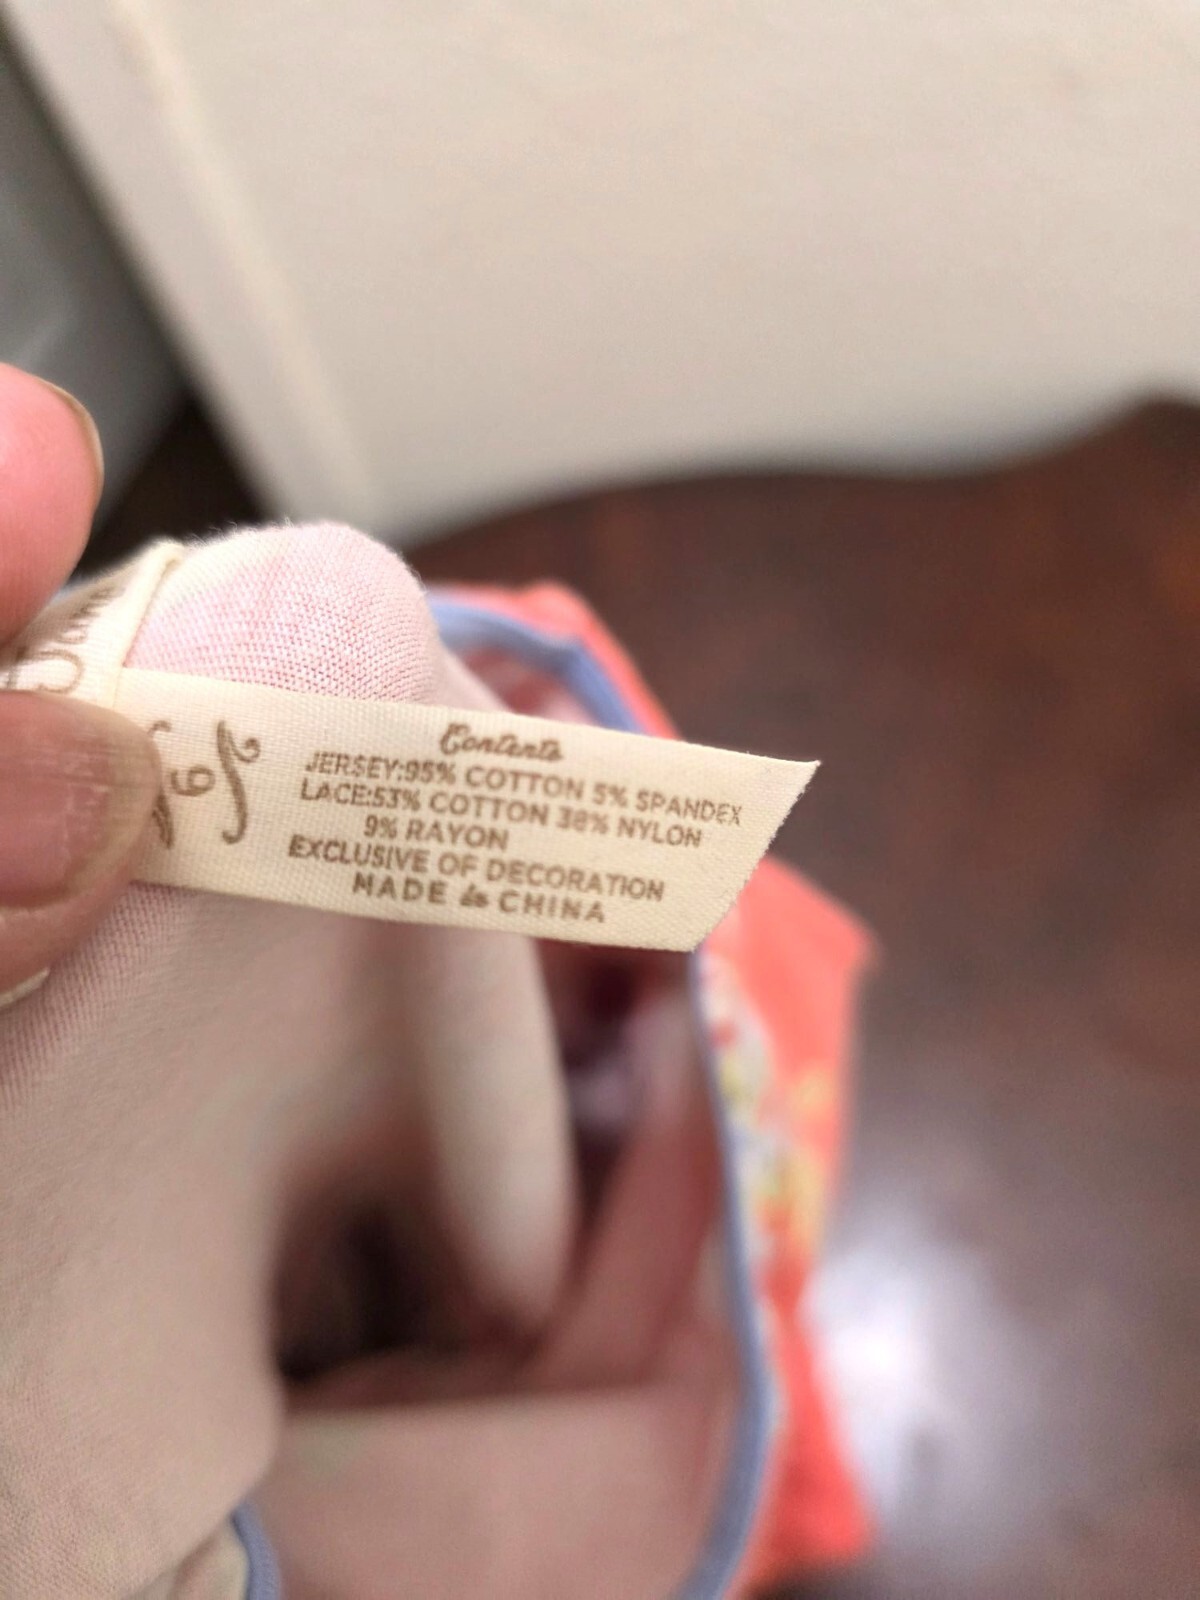 Contents
JERSEY:95% COTTON 5% SPANDEX
LACE:53% COTTON 38% NYLON
9% RAYON
EXCLUSIVE OF DECORATION
MADE in CHINA